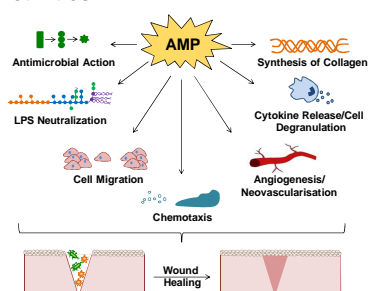 AMP
Antimicrobial Action
Synthesis of Collagen
LPS Neutralization
Cytokine Release/Cell
Degranulation
Cell Migration
Angiogenesis/
Neovascularisation
Chemotaxis
Wound
Healing